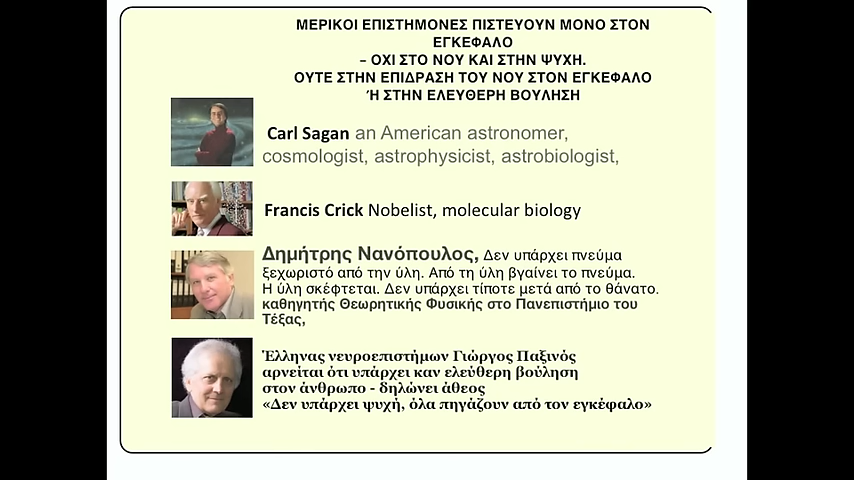 ΜΕΡΙΚΟΙ ΕΠΙΣΤΗΜΟΝΕΣ ΠΙΣΤΕΥΟΥΝ ΜΟΝΟ ΣΤΟΝ
ΕΓΚΕΦΑΛΟ
– ΟΧΙ ΣΤΟ ΝΟΥ ΚΑΙ ΣΤΗΝ ΨΥΧΗ.
ΟΥΤΕ ΣΤΗΝ ΕΠΙΔΡΑΣΗ ΤΟΥ ΝΟΥ ΣΤΟΝ ΕΓΚΕΦΑΛΟ
Ή ΣΤΗΝ ΕΛΕΥΘΕΡΗ ΒΟΥΛΗΣΗ
Carl Sagan an American astronomer,
cosmologist, astrophysicist, astrobiologist,
Francis Crick Nobelist, molecular biology
Δημήτρης Νανόπουλος, Δεν υπάρχει πνεύμα
ξεχωριστό από την ύλη. Από τη ύλη βγαίνει το πνεύμα.
Η ύλη σκέφτεται. Δεν υπάρχει τίποτε μετά από το θάνατο.
καθηγητής Θεωρητικής Φυσικής στο Πανεπιστήμιο του
Τέξας,
Έλληνας νευροεπιστήμων Γιώργος Παξινός
αρνείται ότι υπάρχει καν ελεύθερη βούληση
στον άνθρωπο - δηλώνει άθεος
«Δεν υπάρχει ψυχή, όλα πηγάζουν από τον εγκέφαλο»